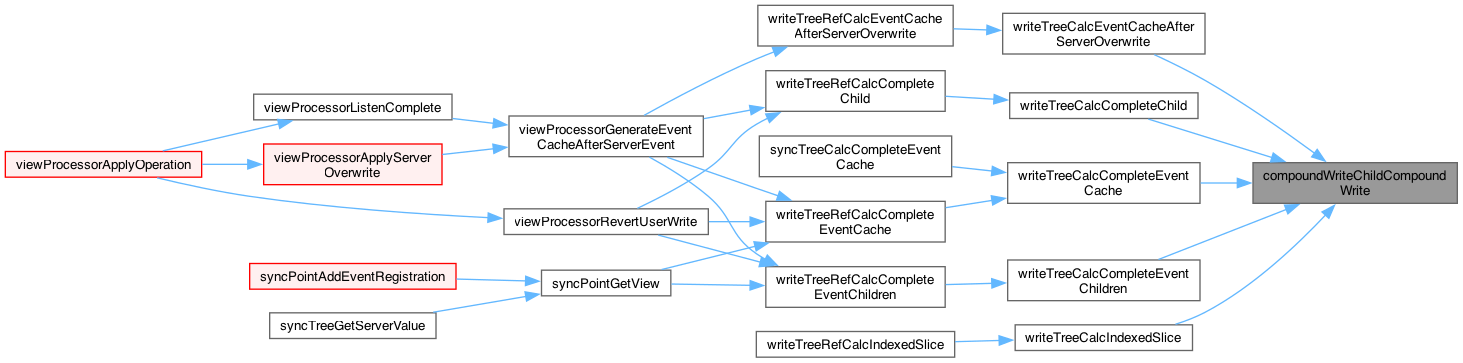 writeTreeRefCalcEventCache
AfterServerOverwrite
writeTreeCalcEventCacheAfter
ServerOverwrite
writeTreeRefCalcComplete
Child
writeTreeCalcCompleteChild
viewProcessorListenComplete
viewProcessorGenerateEvent
CacheAfterServerEvent
viewProcessorApplyOperation
viewProcessorApplyServer
Overwrite
syncTreeCalcCompleteEvent
Cache
writeTreeCalcCompleteEvent
Cache
compoundWriteChildCompound
Write
viewProcessorRevertUserWrite
writeTreeRefCalcComplete
EventCache
syncPointAddEventRegistration
syncPointGetView
writeTreeRefCalcComplete
EventChildren
writeTreeCalcCompleteEvent
Children
syncTreeGetServerValue
writeTreeRefCalcIndexedSlice
writeTreeCalcIndexedSlice